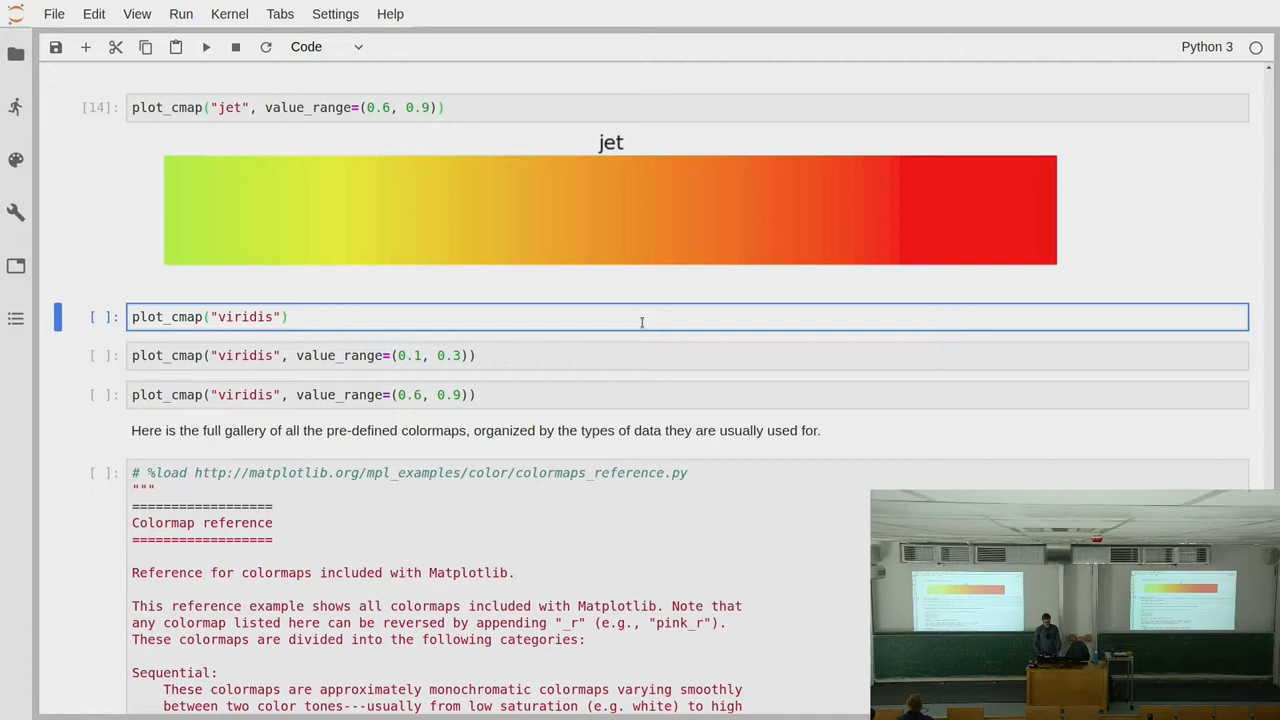 File Edit View Run Kernel Tabs Settings Help
Code
Python 3
[14]: plot_cmap("jet", value_range=(0.6, 0.9))
jet
[ ]: plot_cmap("viridis")
[ ]: plot_cmap("viridis", value_range=(0.1, 0.3))
[ ]: plot_cmap("viridis", value_range=(0.6, 0.9))
Here is the full gallery of all the pre-defined colormaps, organized by the types of data they are usually used for.
[ ]: # %load http://matplotlib.org/mpl_examples/color/colormaps_reference.py
"""
==================
Colormap reference
==================
Reference for colormaps included with Matplotlib.
This reference example shows all colormaps included with Matplotlib. Note that
any colormap listed here can be reversed by appending "_r" (e.g., "pink_r").
These colormaps are divided into the following categories:
Sequential:
These colormaps are approximately monochromatic colormaps varying smoothly
between two color tones---usually from low saturation (e.g. white) to high